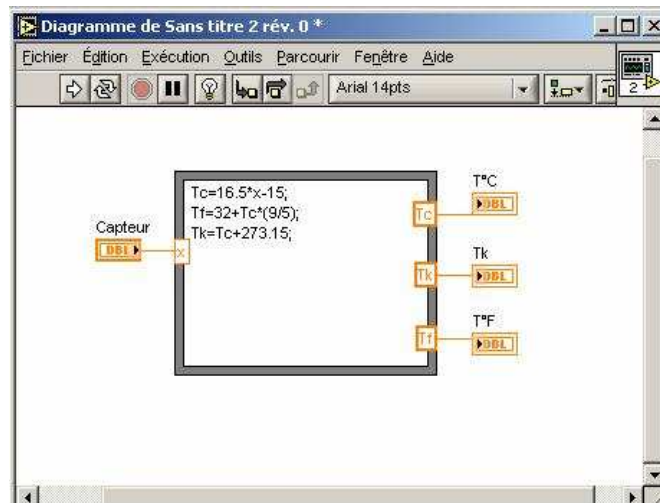 Diagramme de Sans titre 2 rév. 0 *
Fichier Édition Exécution Outils Parcourir Fenêtre Aide
Arial 14pts
2
Tc=16.5*x-15;
Tf=32+Tc*(9/5);
Tk=Tc+273.15;
Capteur
DBL
x
T°C
Tc
DBL
Tk
Tk
DBL
T°F
Tf
DBL